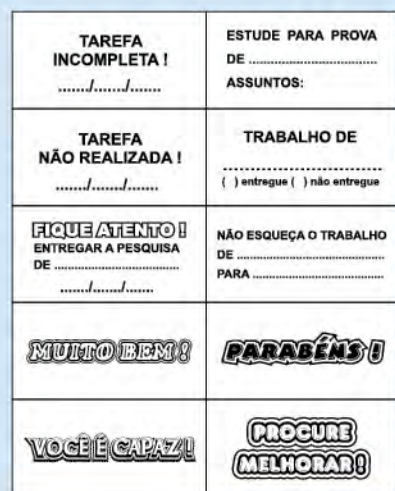 TAREFA
INCOMPLETA !
......./......./.......
ESTUDE PARA PROVA
DE ......................................
ASSUNTOS:
TAREFA
NÃO REALIZADA !
......./......./.......
TRABALHO DE
..................................
( ) entregue ( ) não entregue
FIQUE ATENTO !
ENTREGAR A PESQUISA
DE .....................................
......./......./.......
NÃO ESQUEÇA O TRABALHO
DE ...........................................
PARA .......................................
MUITO BEM !
PARABÉNS !
VOCÊ É CAPAZ !
PROCURE
MELHORAR !